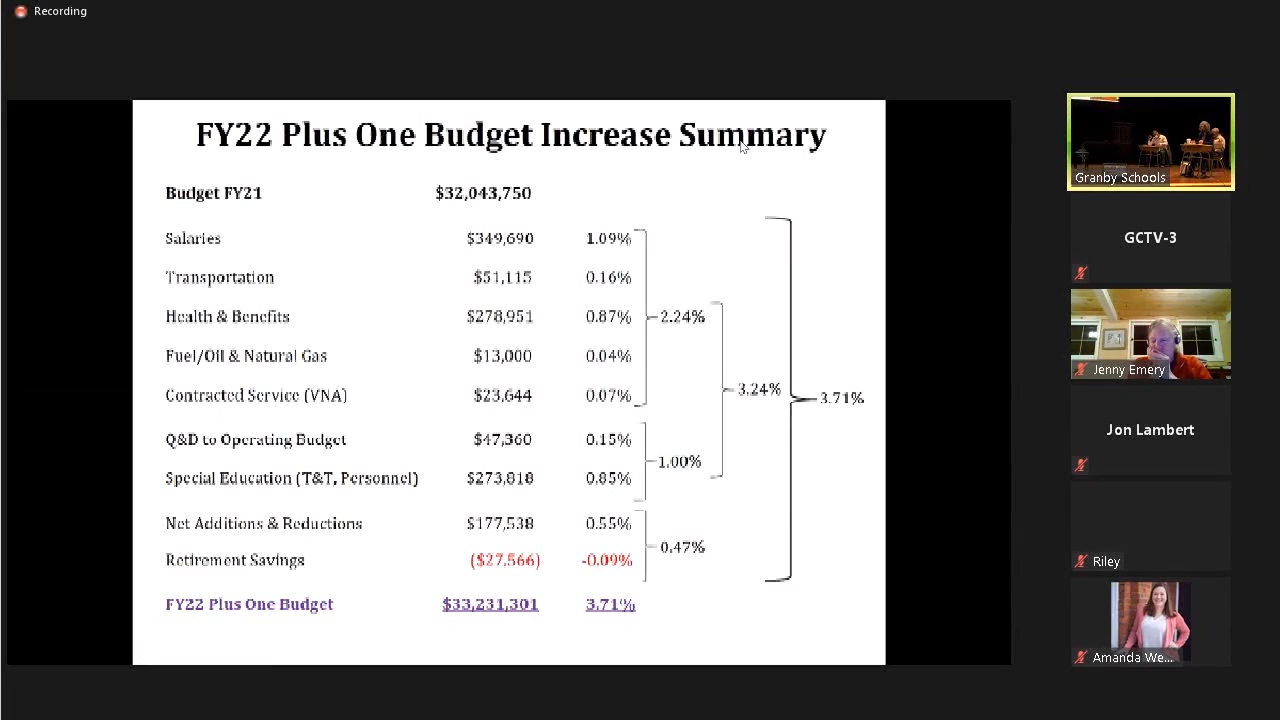 Recording
FY22 Plus One Budget Increase Summary
Budget FY21 $32,043,750
Salaries $349,690 1.09%
Transportation $51,115 0.16%
Health & Benefits $278,951 0.87% 2.24%
Fuel/Oil & Natural Gas $13,000 0.04%
3.24%
Contracted Service (VNA) $23,644 0.07% 3.71%
Q&D to Operating Budget $47,360 0.15%
1.00%
Special Education (T&T, Personnel) $273,818 0.85%
Net Additions & Reductions $177,538 0.55%
0.47%
Retirement Savings ($27,566) -0.09%
FY22 Plus One Budget $33,231,301 3.71%
Granby Schools
GCTV-3
Jenny Emery
Jon Lambert
Riley
Amanda We...